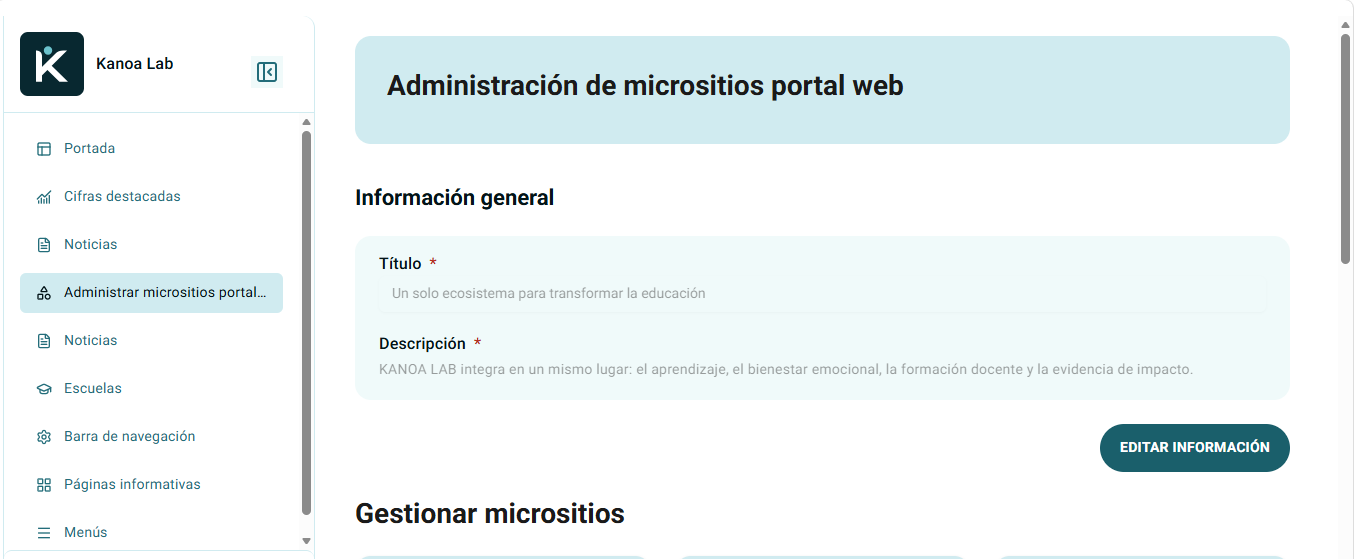 Kanoa Lab
Portada
Cifras destacadas
Noticias
Administrar micrositios portal...
Noticias
Escuelas
Barra de navegación
Páginas informativas
Menús
Administración de micrositios portal web
Información general
Título *
Un solo ecosistema para transformar la educación
Descripción *
KANOA LAB integra en un mismo lugar: el aprendizaje, el bienestar emocional, la formación docente y la evidencia de impacto.
EDITAR INFORMACIÓN
Gestionar micrositios